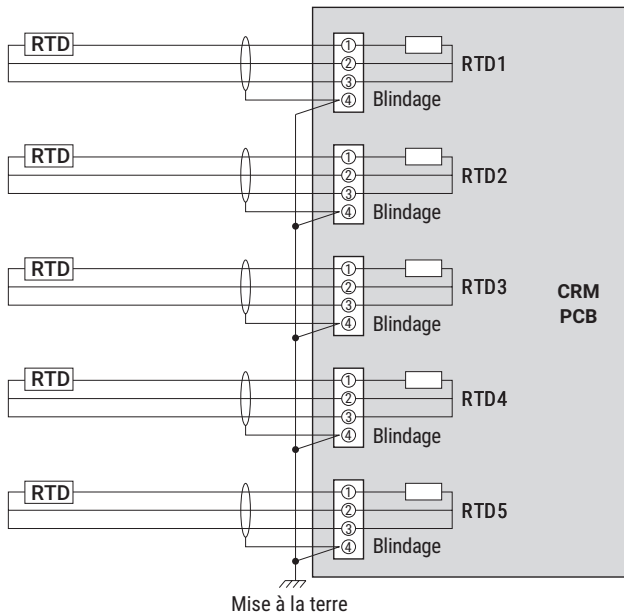 RTD ① RTD1
②
③
④ Blindage
RTD ① RTD2
②
③
④ Blindage
RTD ① RTD3
②
③
④ Blindage
CRM
PCB
RTD ① RTD4
②
③
④ Blindage
RTD ① RTD5
②
③
④ Blindage
Mise à la terre